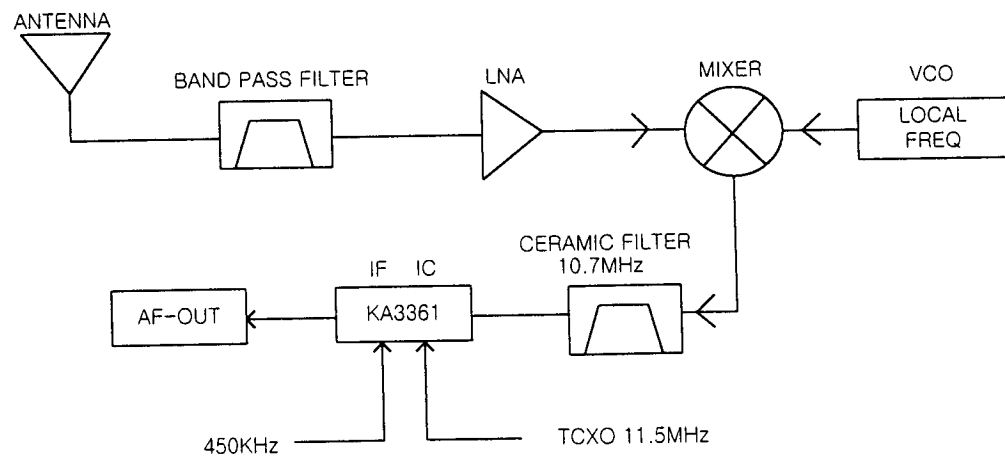 ANTENNA
BAND PASS FILTER
LNA
MIXER
VCO
LOCAL
FREQ
CERAMIC FILTER
10.7MHz
IF IC
AF-OUT
KA3361
450KHz
TCXO 11.5MHz